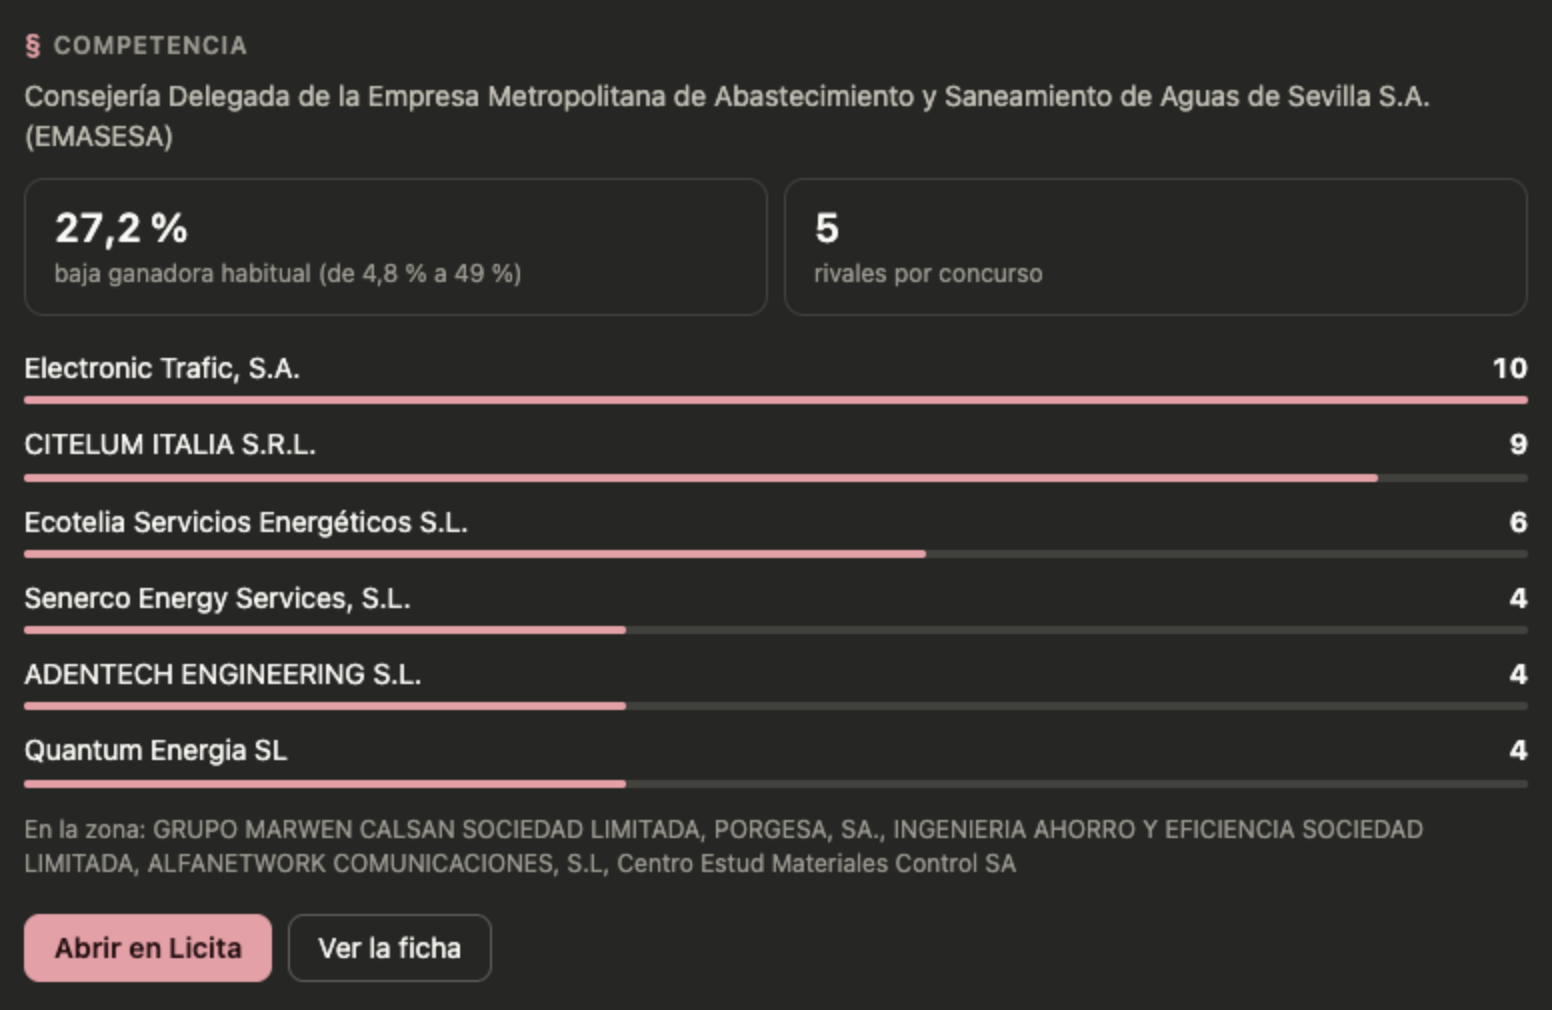 § COMPETENCIA
Consejería Delegada de la Empresa Metropolitana de Abastecimiento y Saneamiento de Aguas de Sevilla S.A.
(EMASESA)
27,2 %
baja ganadora habitual (de 4,8 % a 49 %)
5
rivales por concurso
Electronic Trafic, S.A.
10
CITELUM ITALIA S.R.L.
9
Ecotelia Servicios Energéticos S.L.
6
Senerco Energy Services, S.L.
4
ADENTECH ENGINEERING S.L.
4
Quantum Energia SL
4
En la zona: GRUPO MARWEN CALSAN SOCIEDAD LIMITADA, PORGESA, SA., INGENIERIA AHORRO Y EFICIENCIA SOCIEDAD
LIMITADA, ALFANETWORK COMUNICACIONES, S.L, Centro Estud Materiales Control SA
Abrir en Licita
Ver la ficha